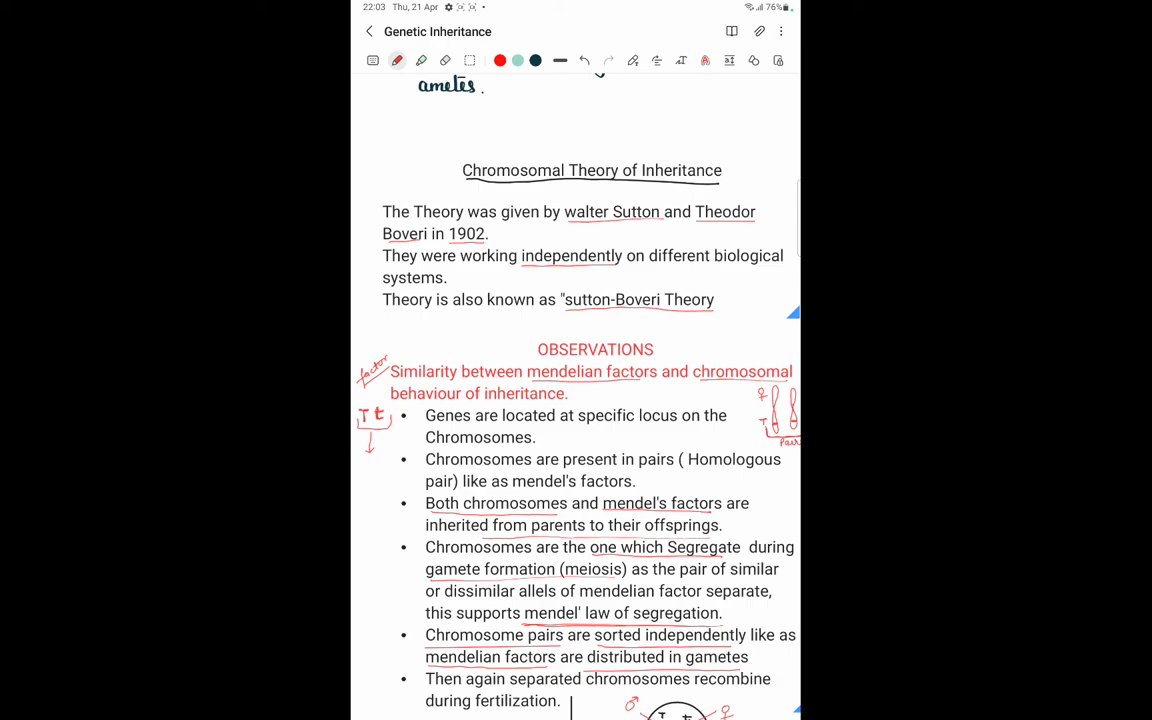 22:03 Thu, 21 Apr 76%
Genetic Inheritance
ametes.
Chromosomal Theory of Inheritance
The Theory was given by walter Sutton and Theodor
Boveri in 1902.
They were working independently on different biological
systems.
Theory is also known as "sutton-Boveri Theory
OBSERVATIONS
factor
Similarity between mendelian factors and chromosomal
behaviour of inheritance.
♀
T t
• Genes are located at specific locus on the
T
Chromosomes.
Pair
• Chromosomes are present in pairs ( Homologous
pair) like as mendel's factors.
• Both chromosomes and mendel's factors are
inherited from parents to their offsprings.
• Chromosomes are the one which Segregate during
gamete formation (meiosis) as the pair of similar
or dissimilar allels of mendelian factor separate,
this supports mendel' law of segregation.
• Chromosome pairs are sorted independently like as
mendelian factors are distributed in gametes
• Then again separated chromosomes recombine
during fertilization.
♂ T t ♀